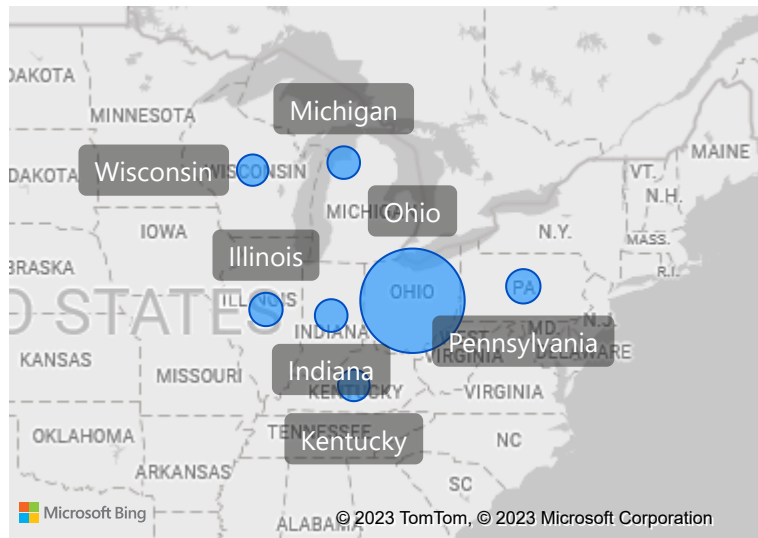 DAKOTA
MINNESOTA
Michigan
MAINE
DAKOTA
Wisconsin
WISCONSIN
VT.
N.H.
MICHIGAN
Ohio
IOWA
N.Y.
MASS.
BRASKA
Illinois
R.I.
ILLINOIS
OHIO
PA
D STATES
INDIANA
N.J.
MD.
WEST
VIRGINIA
Pennsylvania
DELAWARE
KANSAS
MISSOURI
Indiana
KENTUCKY
VIRGINIA
OKLAHOMA
TENNESSEE
Kentucky
NC
ARKANSAS
SC
ALABAMA
Microsoft Bing
© 2023 TomTom, © 2023 Microsoft Corporation